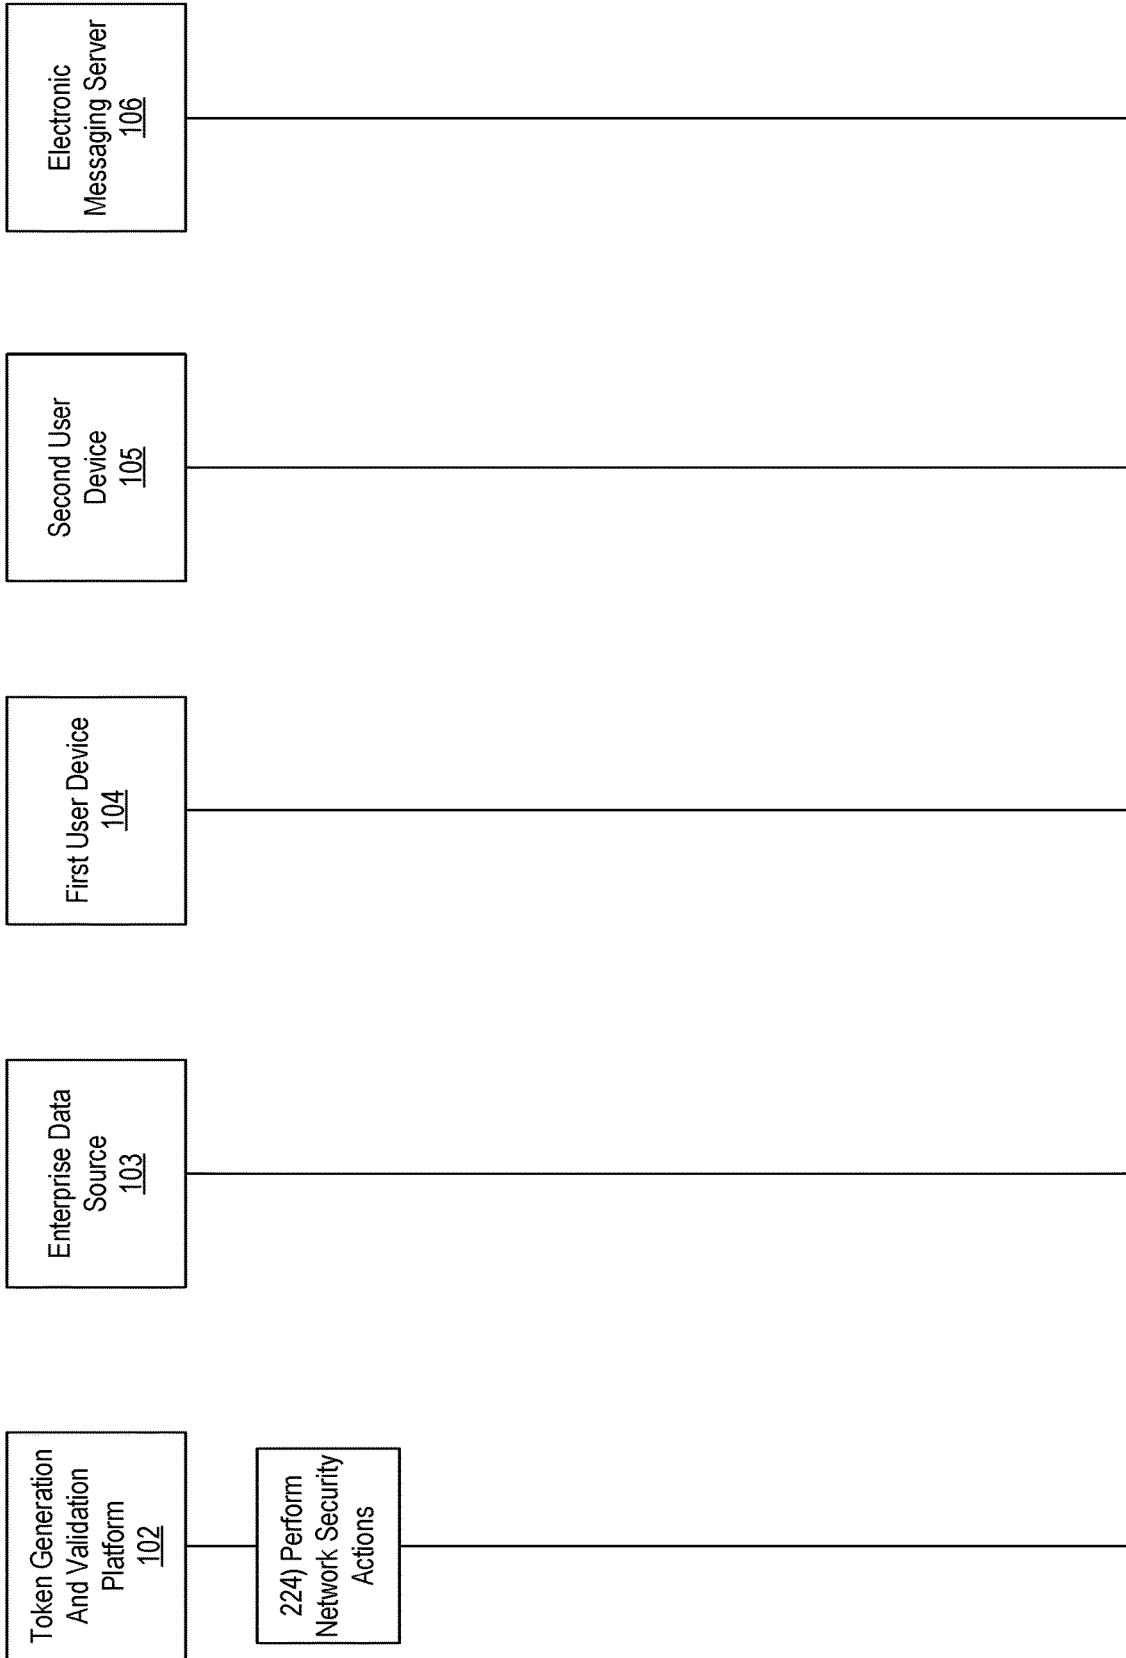 Token Generation
And Validation
Platform
102
Enterprise Data
Source
103
First User Device
104
Second User
Device
105
Electronic
Messaging Server
106
224) Perform
Network Security
Actions